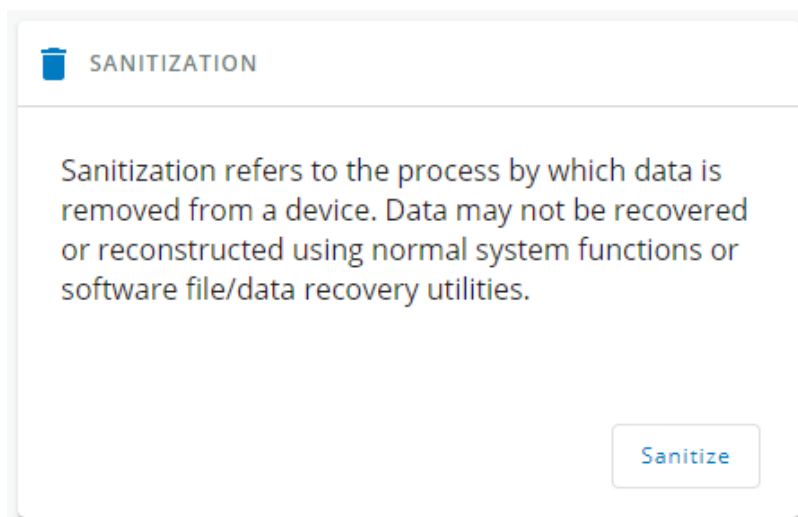 SANITIZATION
Sanitization refers to the process by which data is
removed from a device. Data may not be recovered
or reconstructed using normal system functions or
software file/data recovery utilities.
Sanitize